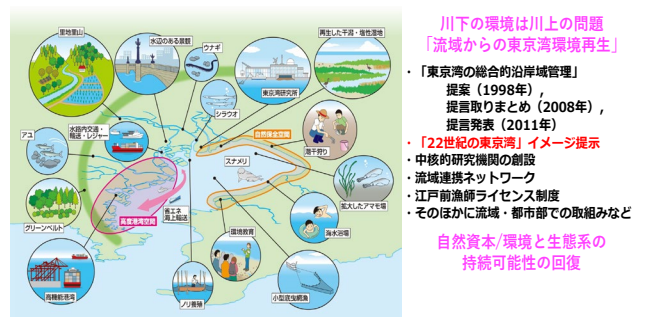 里地里山
水辺のある景観
ウナギ
シラウオ
東京湾研究所
再生した干潟・塩性湿地
アユ
水路内交通・
輸送・レジャー
自然保全空間
潮干狩り
スナメリ
拡大したアマモ場
グリーンベルト
高度港湾空間
省エネ
海上輸送
環境教育
海水浴場
高機能港湾
ノリ養殖
小型底曳網漁
川下の環境は川上の問題
「流域からの東京湾環境再生」
・「東京湾の総合的沿岸域管理」
提案（1998年）,
提言取りまとめ（2008年）,
提言発表（2011年）
・「22世紀の東京湾」イメージ提示
・中核的研究機関の創設
・流域連携ネットワーク
・江戸前漁師ライセンス制度
・そのほかに流域・都市部での取組みなど
自然資本/環境と生態系の
持続可能性の回復